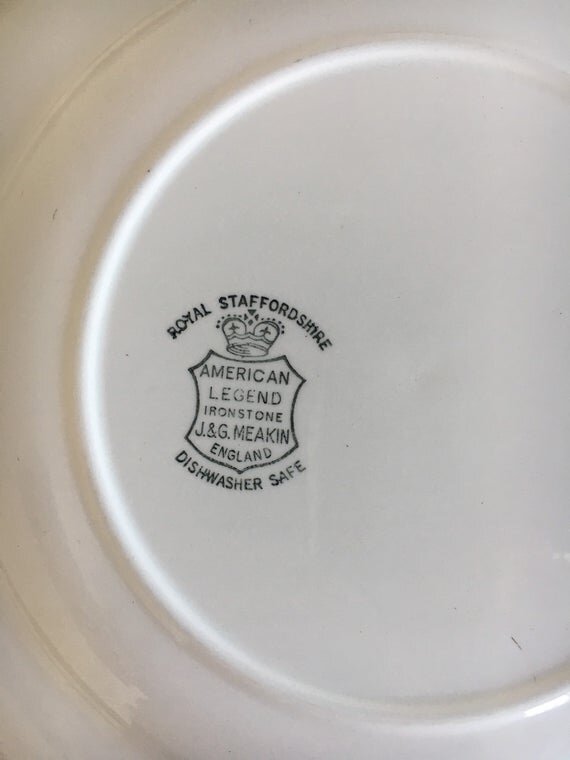 ROYAL STAFFORDSHIRE
AMERICAN
LEGEND
IRONSTONE
J.&G. MEAKIN
ENGLAND
DISHWASHER SAFE